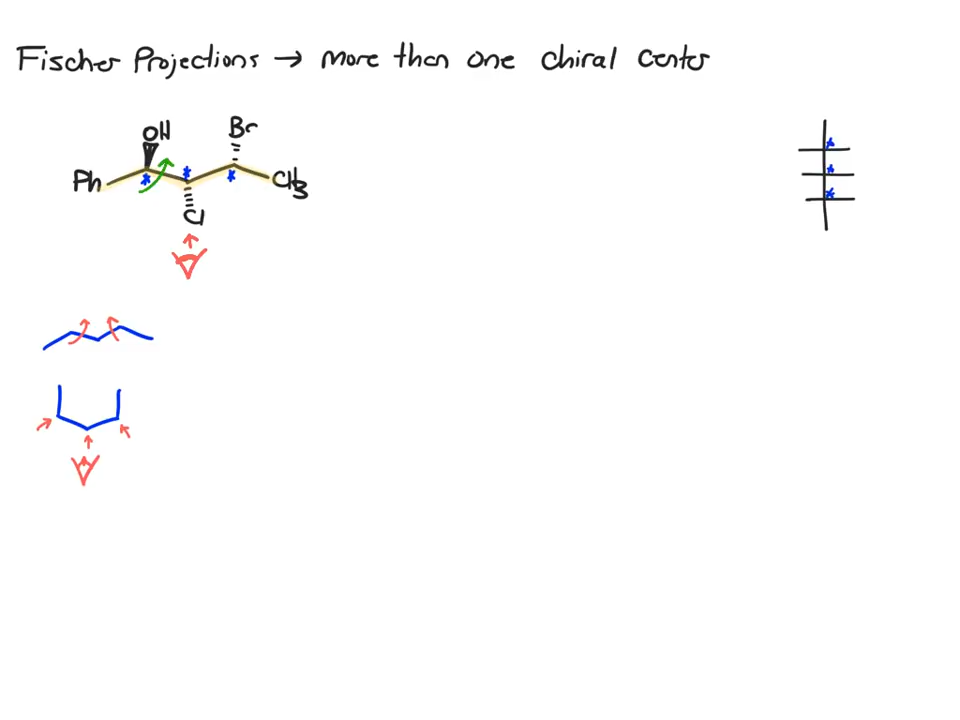 Fischer Projections → more than one chiral center
OH
Br
Ph
CH3
Cl